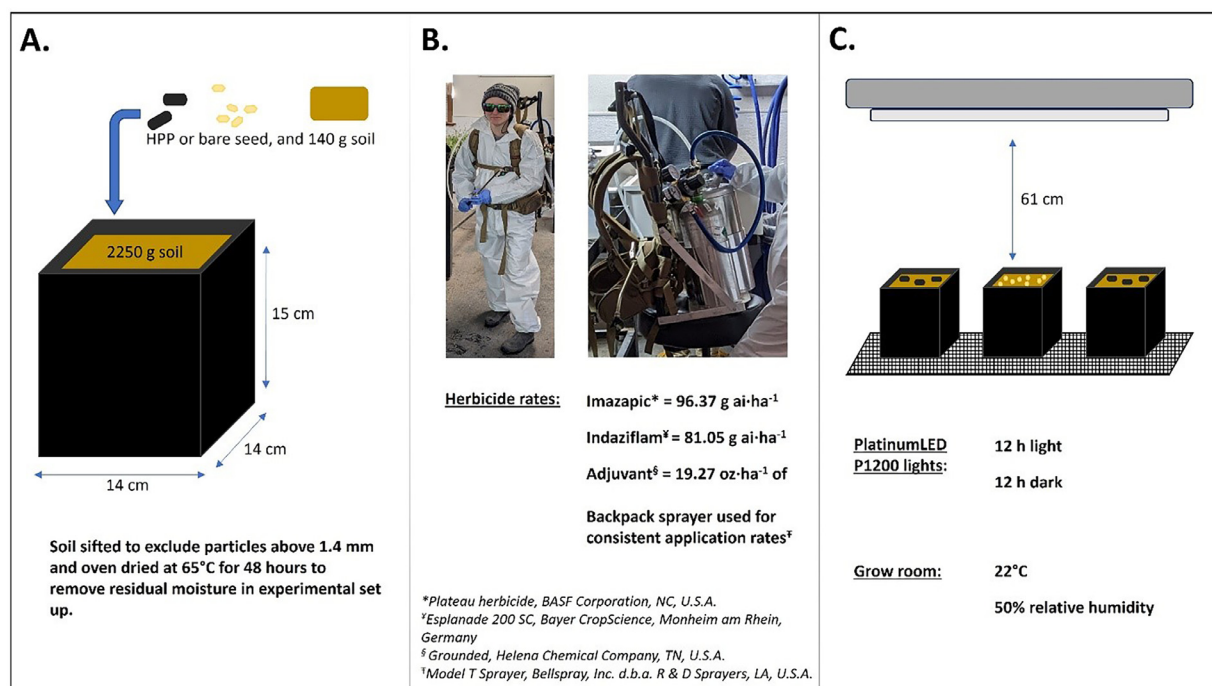 A.
HPP or bare seed, and 140 g soil
2250 g soil
15 cm
14 cm
14 cm
Soil sifted to exclude particles above 1.4 mm
and oven dried at 65°C for 48 hours to
remove residual moisture in experimental set
up.
B.
Herbicide rates:
Imazapic* = 96.37 g ai·ha⁻¹
Indaziflam¥ = 81.05 g ai·ha⁻¹
Adjuvant§ = 19.27 oz·ha⁻¹ of
Backpack sprayer used for
consistent application rates Ŧ
*Plateau herbicide, BASF Corporation, NC, U.S.A.
¥Esplanade 200 SC, Bayer CropScience, Monheim am Rhein,
Germany
§ Grounded, Helena Chemical Company, TN, U.S.A.
ŦModel T Sprayer, Bellspray, Inc. d.b.a. R & D Sprayers, LA, U.S.A.
C.
61 cm
PlatinumLED
P1200 lights:
12 h light
12 h dark
Grow room:
22°C
50% relative humidity